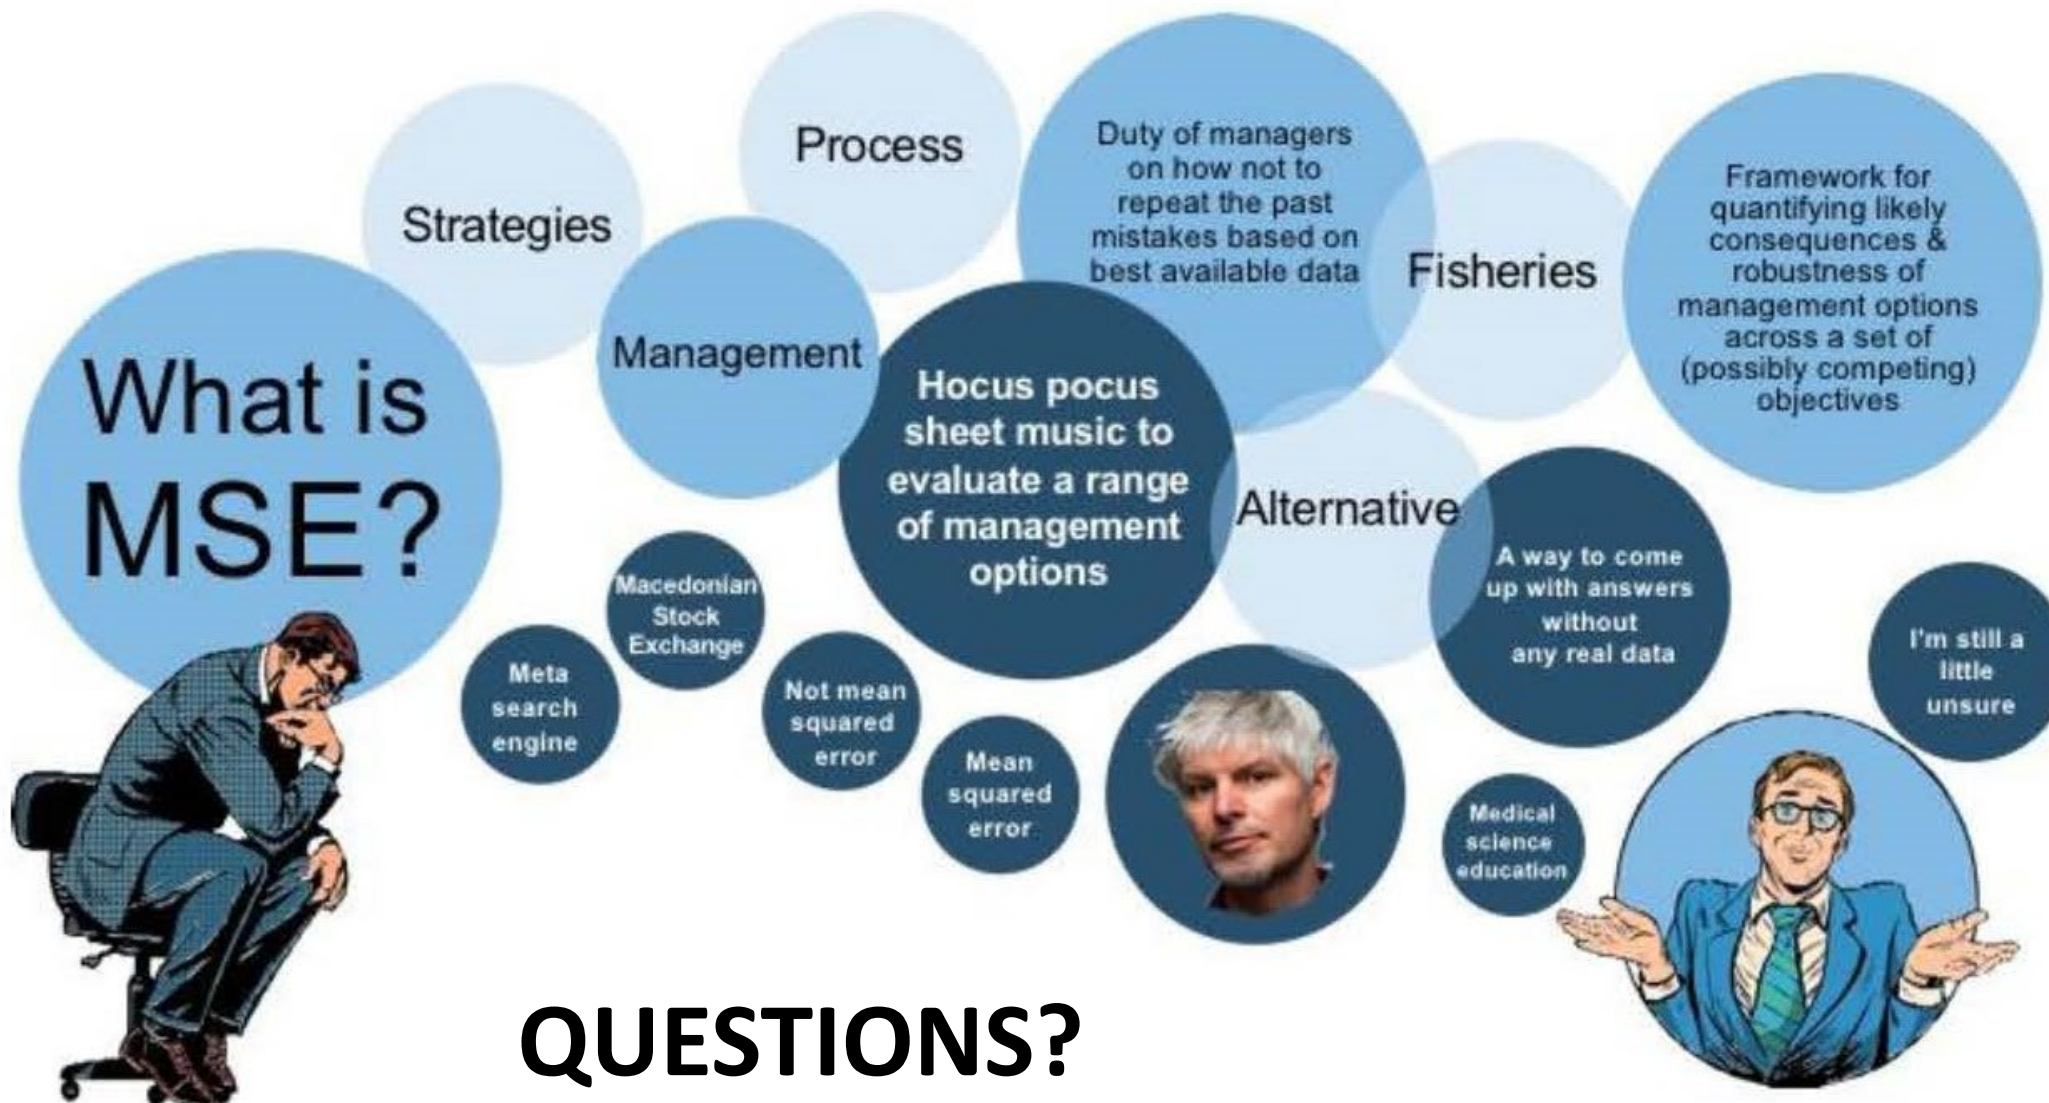 What is
MSE?
Strategies
Process
Management
Duty of managers
on how not to
repeat the past
mistakes based on
best available data
Fisheries
Framework for
quantifying likely
consequences &
robustness of
management options
across a set of
(possibly competing)
objectives
Hocus pocus
sheet music to
evaluate a range
of management
options
Alternative
A way to come
up with answers
without
any real data
I'm still a
little
unsure
Macedonian
Stock
Exchange
Meta
search
engine
Not mean
squared
error
Mean
squared
error
Medical
science
education
QUESTIONS?